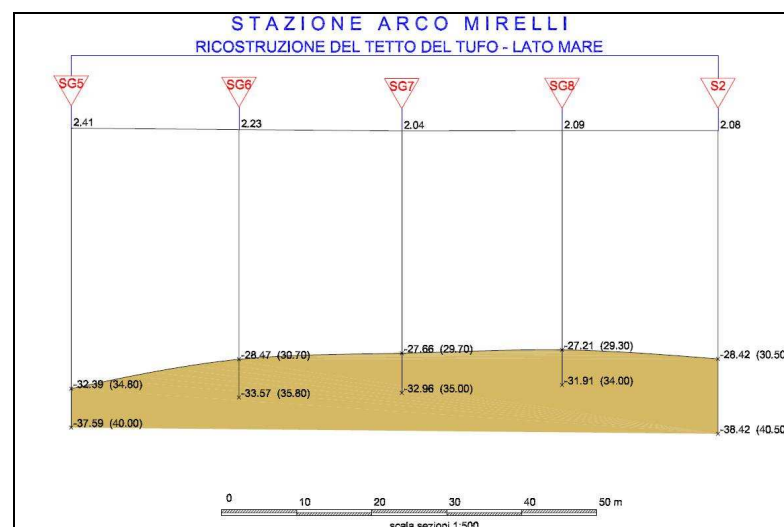 STAZIONE ARCO MIRELLI
RICOSTRUZIONE DEL TETTO DEL TUFO - LATO MARE
SG5 SG6 SG7 SG8 S2
2.41 2.23 2.04 2.09 2.08
-32.39 (34.80) -28.47 (30.70) -27.66 (29.70) -27.21 (29.30) -28.42 (30.50
-37.59 (40.00) -33.57 (35.80) -32.96 (35.00) -31.91 (34.00) -38.42 (40.50
0 10 20 30 40 50 m
scala sezioni 1:500